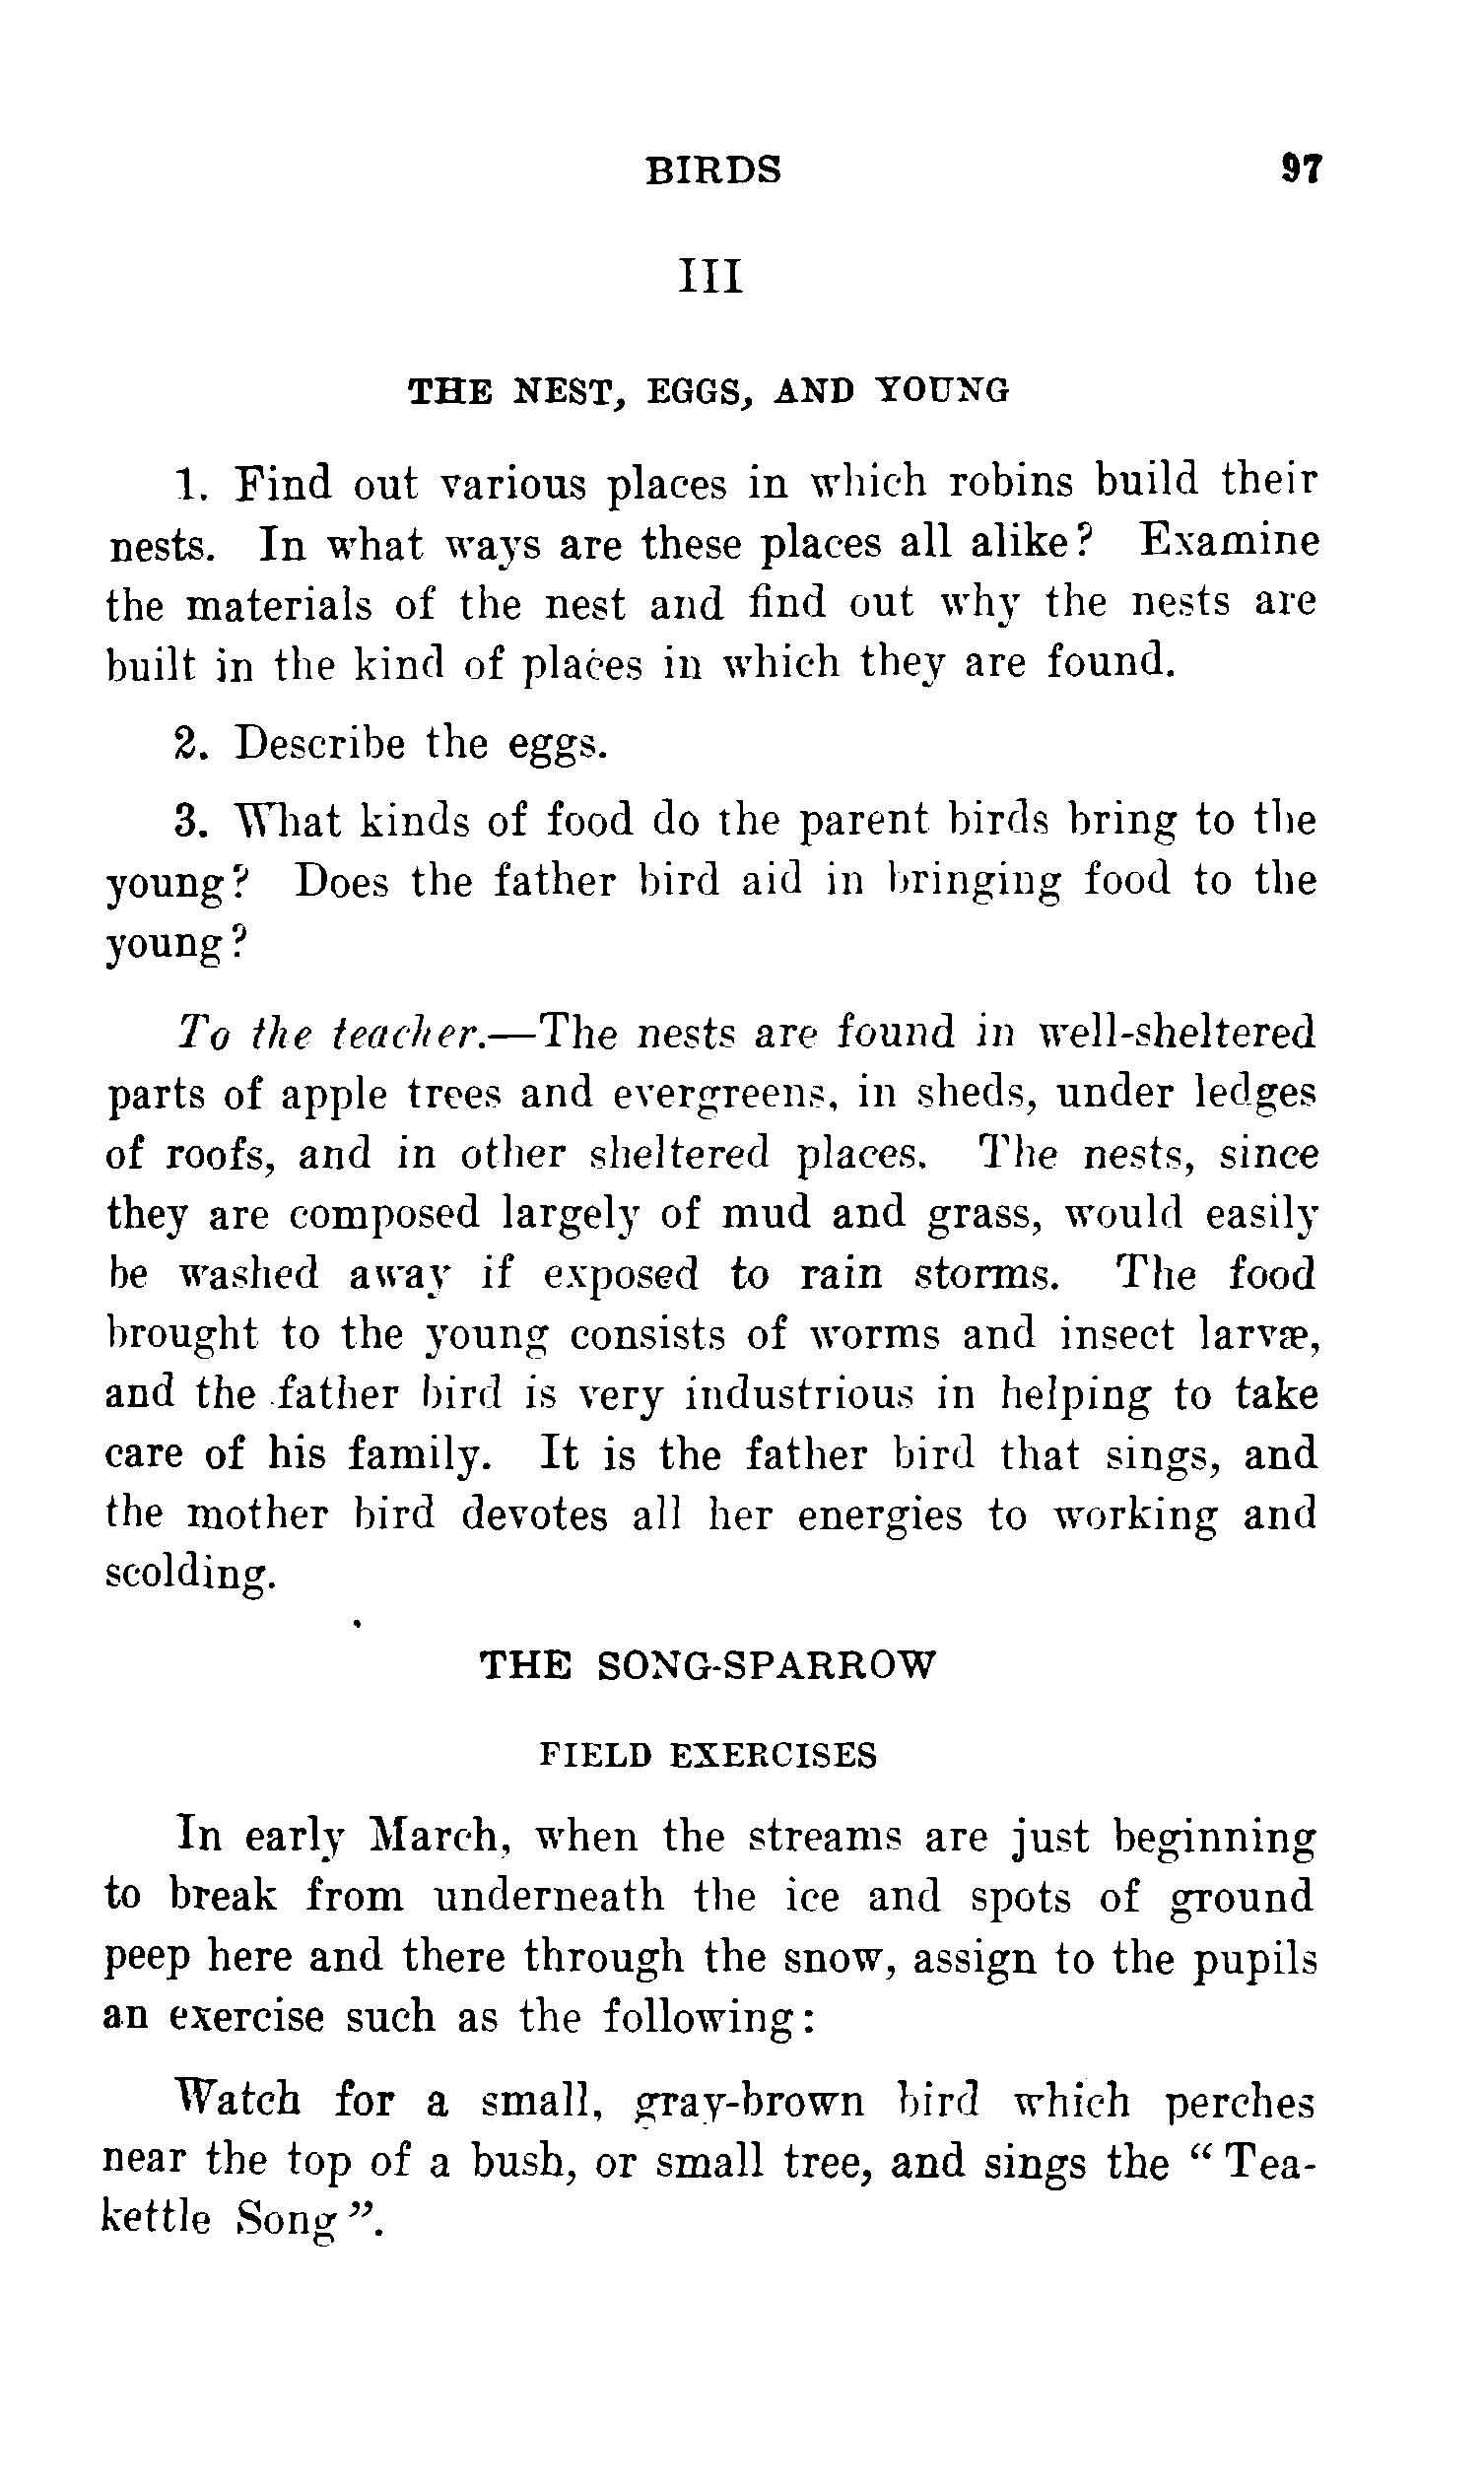 BIRDS 97
III
THE NEST, EGGS, AND YOUNG
1. Find out various places in which robins build their
nests. In what ways are these places all alike? Examine
the materials of the nest and find out why the nests are
built in the kind of places in which they are found.
2. Describe the eggs.
3. What kinds of food do the parent birds bring to the
young? Does the father bird aid in bringing food to the
young?
To the teacher.—The nests are found in well-sheltered
parts of apple trees and evergreens, in sheds, under ledges
of roofs, and in other sheltered places. The nests, since
they are composed largely of mud and grass, would easily
be washed away if exposed to rain storms. The food
brought to the young consists of worms and insect larvæ,
and the father bird is very industrious in helping to take
care of his family. It is the father bird that sings, and
the mother bird devotes all her energies to working and
scolding.
THE SONG-SPARROW
FIELD EXERCISES
In early March, when the streams are just beginning
to break from underneath the ice and spots of ground
peep here and there through the snow, assign to the pupils
an exercise such as the following:
Watch for a small, gray-brown bird which perches
near the top of a bush, or small tree, and sings the “Tea-
kettle Song”.